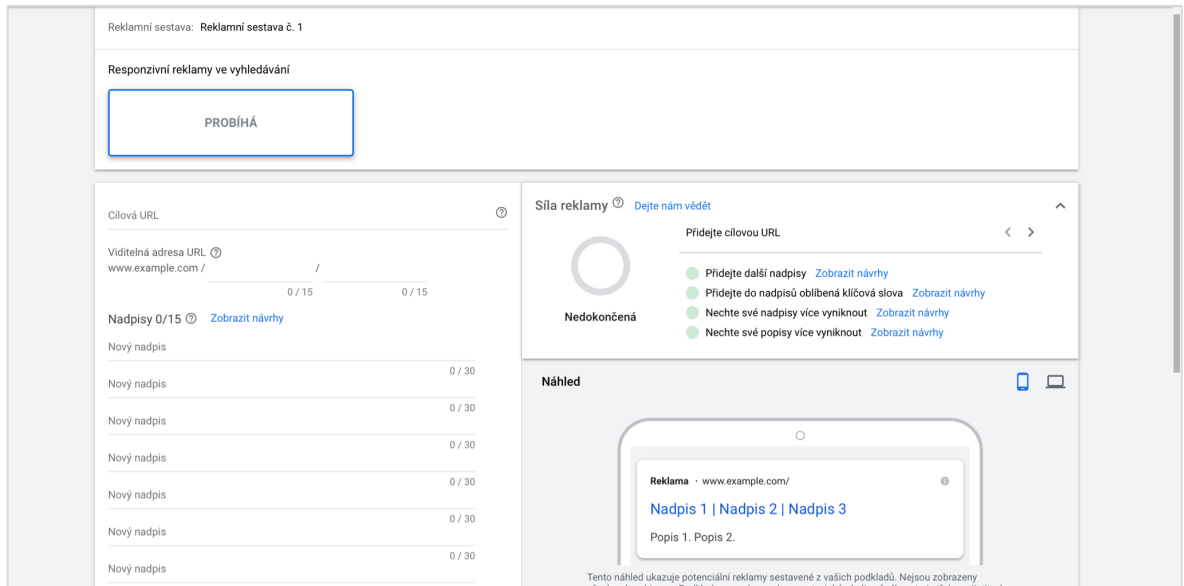 Reklamní sestava: Reklamní sestava č. 1
Responzivní reklamy ve vyhledávání
PROBÍHÁ
Cílová URL
Viditelná adresa URL
www.example.com / /
0 / 15 0 / 15
Nadpisy 0/15 Zobrazit návrhy
Nový nadpis
0 / 30
Nový nadpis
0 / 30
Nový nadpis
0 / 30
Nový nadpis
0 / 30
Nový nadpis
0 / 30
Nový nadpis
0 / 30
Nový nadpis
Síla reklamy Dejte nám vědět
Nedokončená
Přidejte cílovou URL
Přidejte další nadpisy Zobrazit návrhy
Přidejte do nadpisů oblíbená klíčová slova Zobrazit návrhy
Nechte své nadpisy více vyniknout Zobrazit návrhy
Nechte své popisy více vyniknout Zobrazit návrhy
Náhled
Reklama · www.example.com/
Nadpis 1 | Nadpis 2 | Nadpis 3
Popis 1. Popis 2.
Tento náhled ukazuje potenciální reklamy sestavené z vašich podkladů. Nejsou zobrazeny